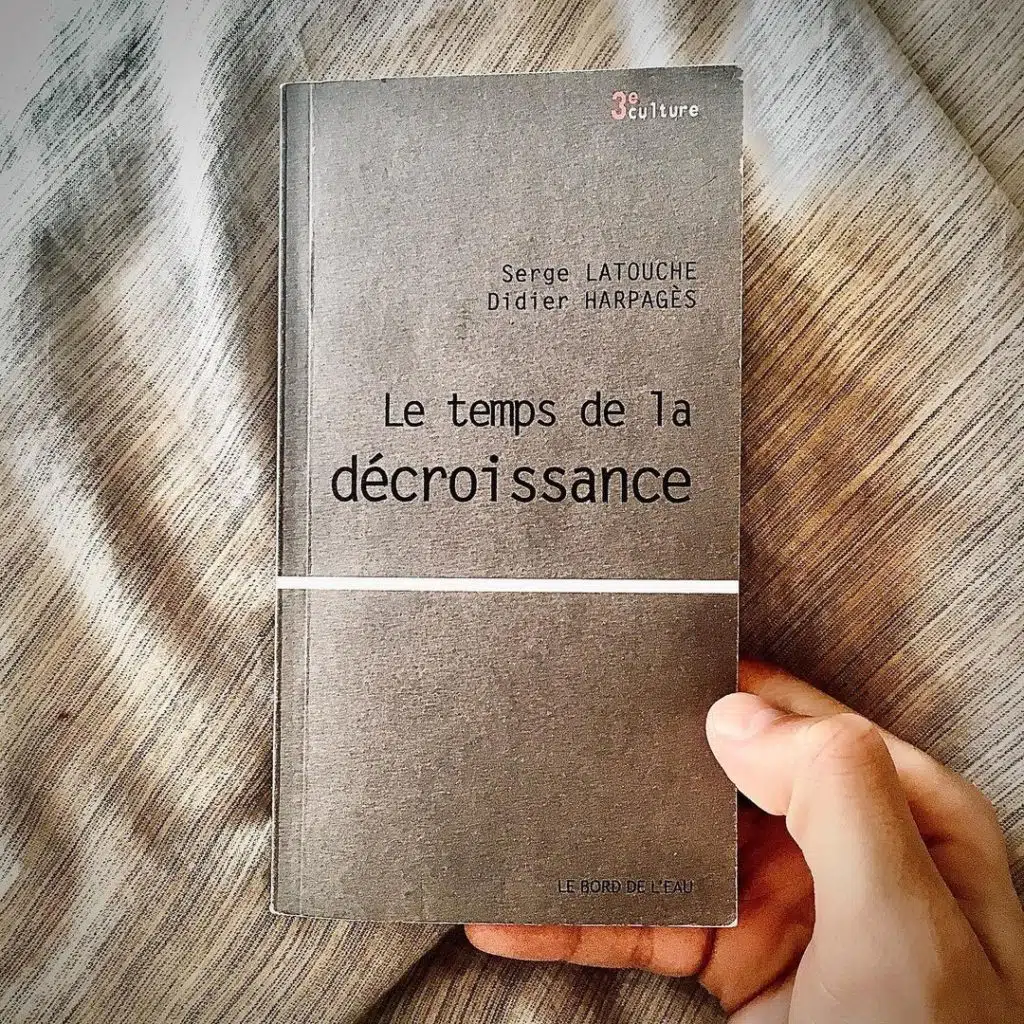 3e culture
Serge LATOUCHE
Didier HARPAGÈS
Le temps de la
décroissance
LE BORD DE L'EAU